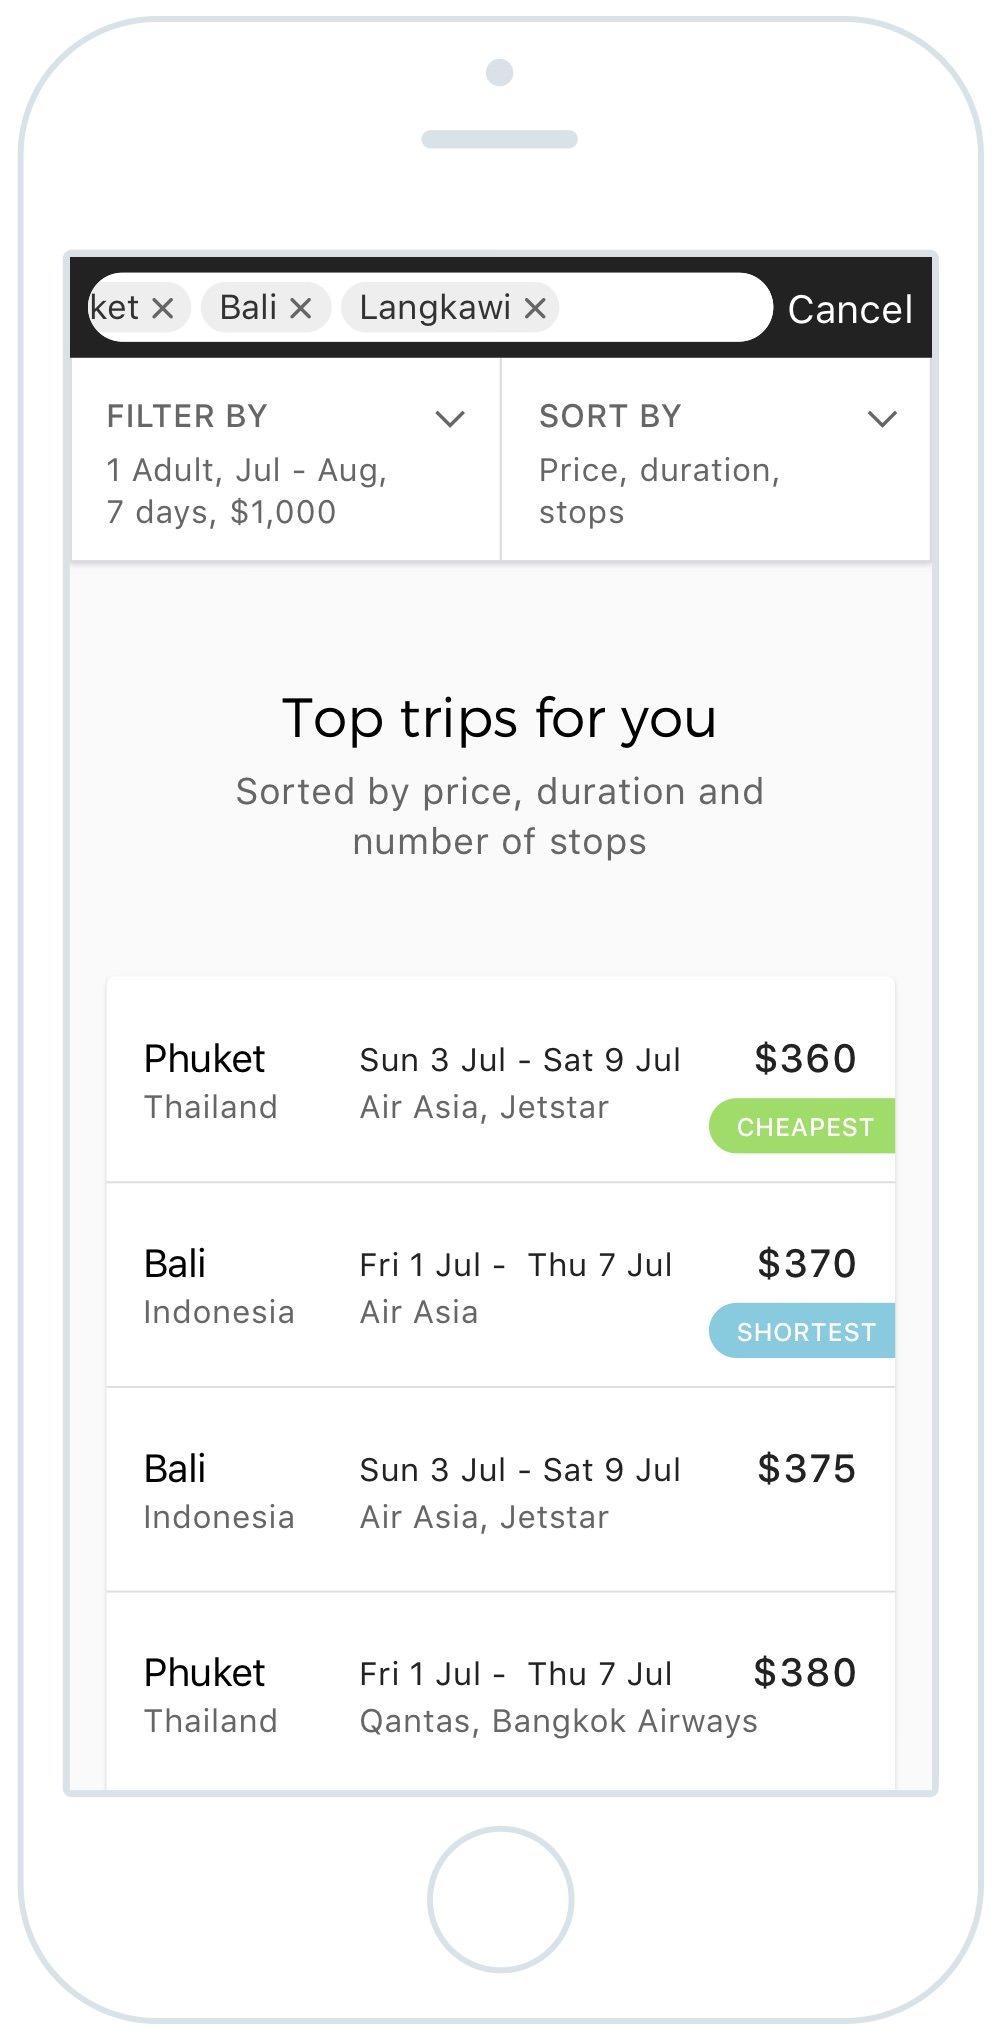 ket × Bali × Langkawi × Cancel
FILTER BY
1 Adult, Jul - Aug,
7 days, $1,000
SORT BY
Price, duration,
stops
Top trips for you
Sorted by price, duration and
number of stops
Phuket Sun 3 Jul - Sat 9 Jul $360
Thailand Air Asia, Jetstar
CHEAPEST
Bali Fri 1 Jul - Thu 7 Jul $370
Indonesia Air Asia
SHORTEST
Bali Sun 3 Jul - Sat 9 Jul $375
Indonesia Air Asia, Jetstar
Phuket Fri 1 Jul - Thu 7 Jul $380
Thailand Qantas, Bangkok Airways